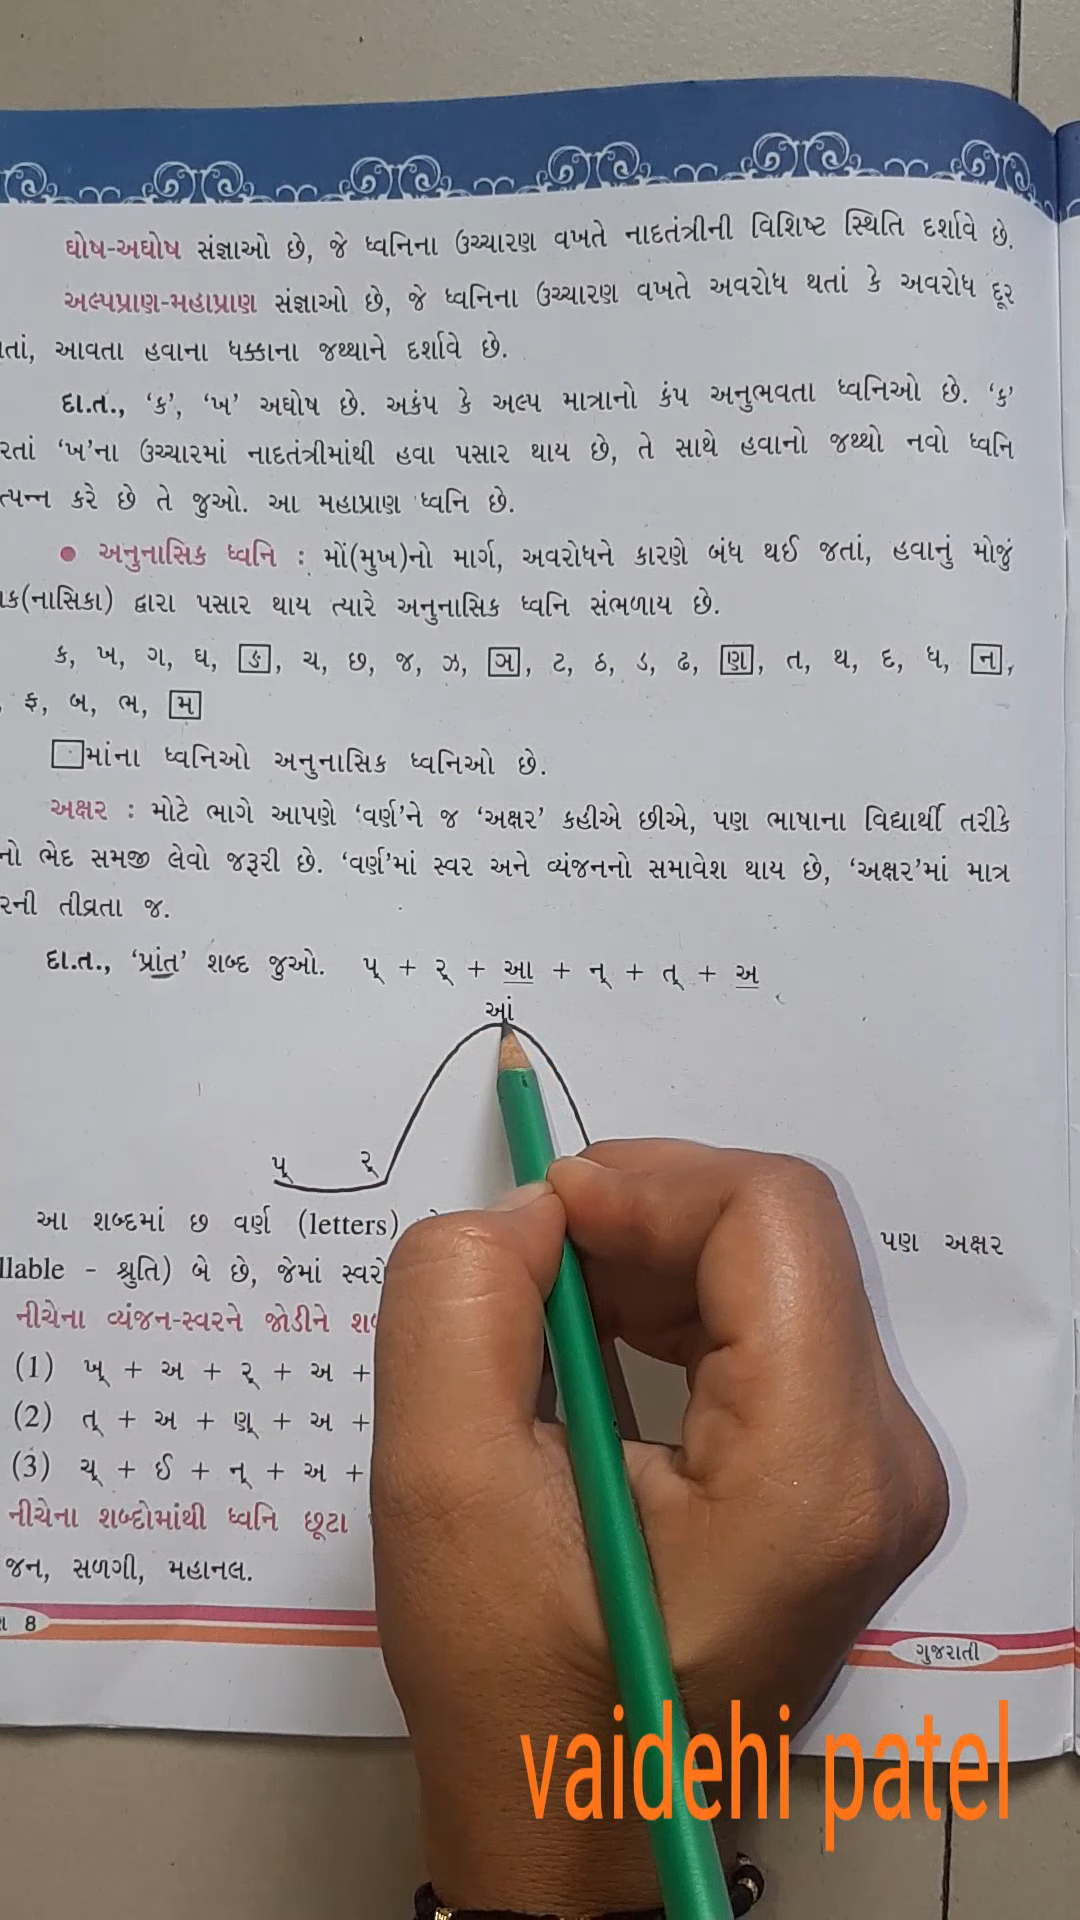 ઘોષ-અઘોષ સંજ્ઞાઓ છે, જે ધ્વનિના ઉચ્ચારણ વખતે નાદતંત્રીની વિશિષ્ટ સ્થિતિ દર્શાવે છે.
અલ્પપ્રાણ-મહાપ્રાણ સંજ્ઞાઓ છે, જે ધ્વનિના ઉચ્ચારણ વખતે અવરોધ થતાં કે અવરોધ દૂર
તાં, આવતા હવાના ધક્કાના જથ્થાને દર્શાવે છે.
દા.ત., ‘ક’, ‘ખ’ અઘોષ છે. અકંપ કે અલ્પ માત્રાનો કંપ અનુભવતા ધ્વનિઓ છે. ‘ક’
રતાં ‘ખ’ના ઉચ્ચારમાં નાદતંત્રીમાંથી હવા પસાર થાય છે, તે સાથે હવાનો જથ્થો નવો ધ્વનિ
ત્પન્ન કરે છે તે જુઓ. આ મહાપ્રાણ ધ્વનિ છે.
● અનુનાસિક ધ્વનિ : મોં(મુખ)નો માર્ગ, અવરોધને કારણે બંધ થઈ જતાં, હવાનું મોજું
ક(નાસિકા) દ્વારા પસાર થાય ત્યારે અનુનાસિક ધ્વનિ સંભળાય છે.
ક, ખ, ગ, ઘ, ઙ, ચ, છ, જ, ઝ, ઞ, ટ, ઠ, ડ, ઢ, ણ, ત, થ, દ, ધ, ન,
ફ, બ, ભ, મ
માંના ધ્વનિઓ અનુનાસિક ધ્વનિઓ છે.
અક્ષર : મોટે ભાગે આપણે ‘વર્ણ’ને જ ‘અક્ષર’ કહીએ છીએ, પણ ભાષાના વિદ્યાર્થી તરીકે
નો ભેદ સમજી લેવો જરૂરી છે. ‘વર્ણ’માં સ્વર અને વ્યંજનનો સમાવેશ થાય છે, ‘અક્ષર’માં માત્ર
રની તીવ્રતા જ.
દા.ત., ‘પ્રાંત’ શબ્દ જુઓ. પ્ + ર્ + આ + ન્ + ત્ + અ
આં
પ્ ર્
આ શબ્દમાં છ વર્ણ (letters) પણ અક્ષર
llable - શ્રુતિ) બે છે, જેમાં સ્વરો
નીચેના વ્યંજન-સ્વરને જોડીને શબ
(1) ખ્ + અ + ર્ + અ +
(2) ત્ + અ + ણ્ + અ +
(3) ચ્ + ઈ + ન્ + અ +
નીચેના શબ્દોમાંથી ધ્વનિ છૂટા
જન, સળગી, મહાનલ.
8 ગુજરાતી
vaidehi patel